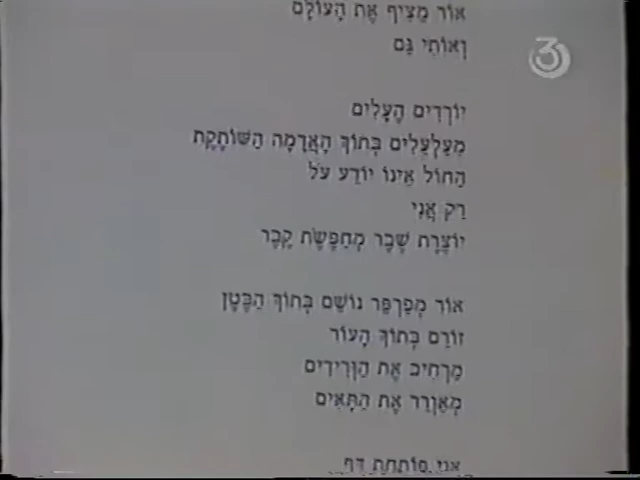 אוֹר מֵצִיף אֶת הָעוֹלָם
וְאוֹתִי גַּם
יוֹרְדִים הֶעָלִים
מְעַלְעֲלִים בְּתוֹךְ הָאֲדָמָה הַשּׁוֹתֶקֶת
הַחוֹל אֵינוֹ יוֹדֵעַ עֹל
רַק אֲנִי
יוֹצֶרֶת שֶׁבֶר מְחַפֶּשֶׂת קֶבֶר
אוֹר מְפַרְפֵּר נוֹשֵׁם בְּתוֹךְ הַבֶּטֶן
זוֹרֵם בְּתוֹךְ הָעוֹר
מַרְחִיב אֶת הַוְּרִידִים
מְאַוְרֵר אֶת הַתָּאִים
אֲנִי פּוֹתַחַת דַּף
3